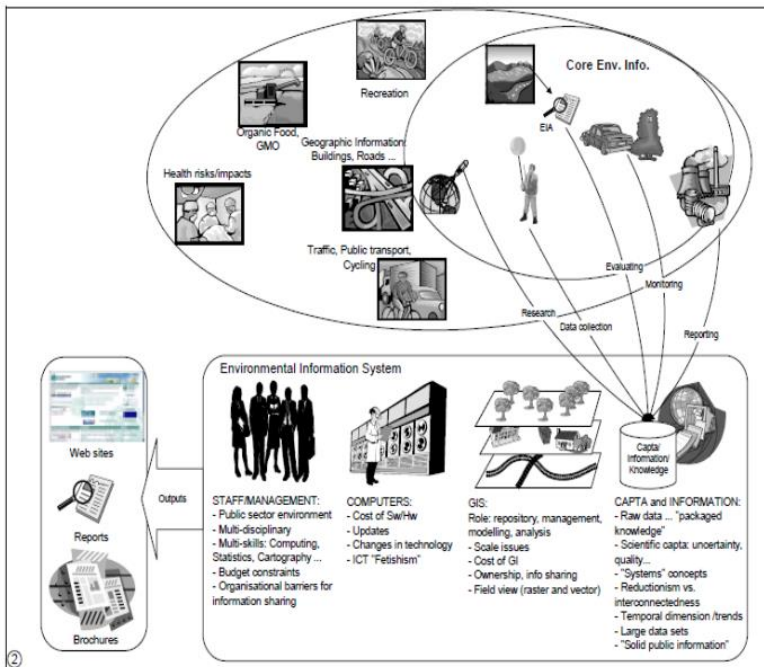 Core Env. Info.
Recreation
EIA
Organic Food,
GMO
Geographic Information:
Buildings, Roads ...
Health risks/impacts
Traffic, Public transport,
Cycling
Evaluating
Monitoring
Research
Data collection
Reporting
Environmental Information System
Web sites
Reports
Brochures
Outputs
Capta/
Information/
Knowledge
STAFF/MANAGEMENT:
- Public sector environment
- Multi-disciplinary
- Multi-skills: Computing,
Statistics, Cartography ...
- Budget constraints
- Organisational barriers for
information sharing
COMPUTERS:
- Cost of Sw/Hw
- Updates
- Changes in technology
- ICT "Fetishism"
GIS:
Role: repository, management,
modelling, analysis
- Scale issues
- Cost of GI
- Ownership, info sharing
- Field view (raster and vector)
CAPTA and INFORMATION:
- Raw data ... "packaged
knowledge"
- Scientific capta: uncertainty,
quality...
- "Systems" concepts
- Reductionism vs.
interconnectedness
- Temporal dimension /trends
- Large data sets
- "Solid public information"
②